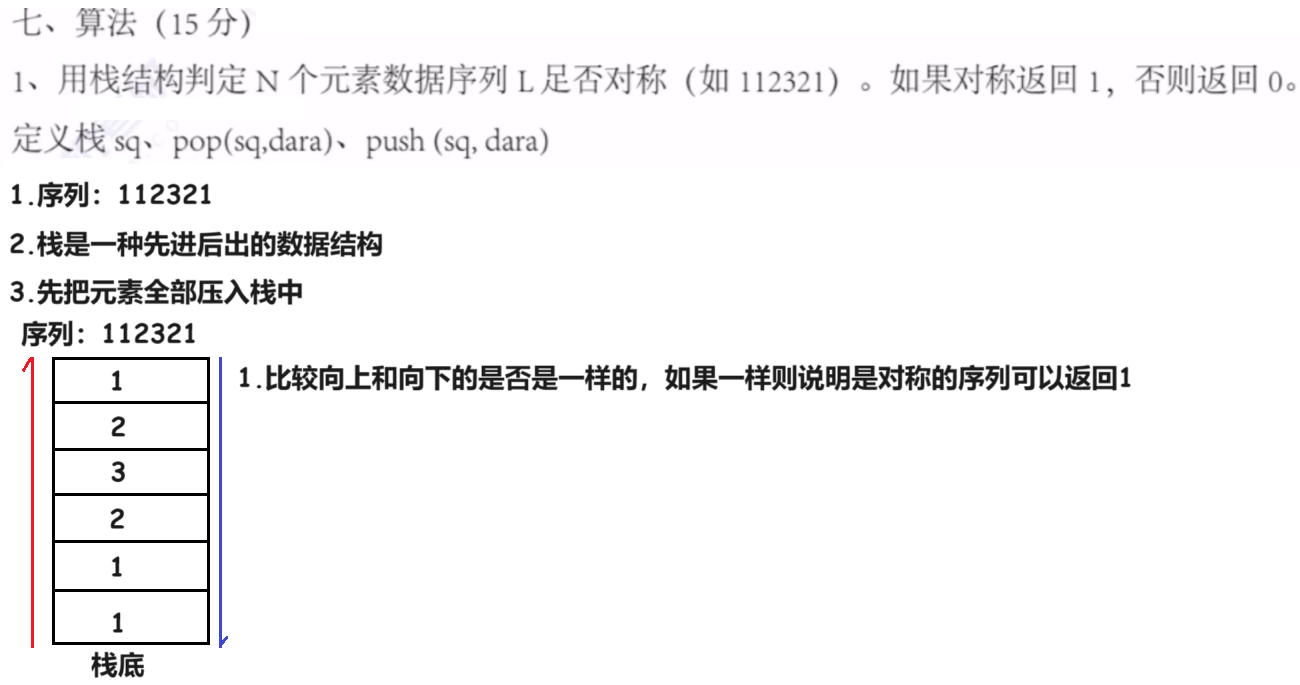 七、算法（15 分）
1、用栈结构判定 N 个元素数据序列 L 足否对称（如 112321）。如果对称返回 1，否则返回 0。
定义栈 sq、pop(sq,dara)、push (sq, dara)
1.序列：112321
2.栈是一种先进后出的数据结构
3.先把元素全部压入栈中
序列：112321
1
1.比较向上和向下的是否是一样的，如果一样则说明是对称的序列可以返回1
2
3
2
1
1
栈底